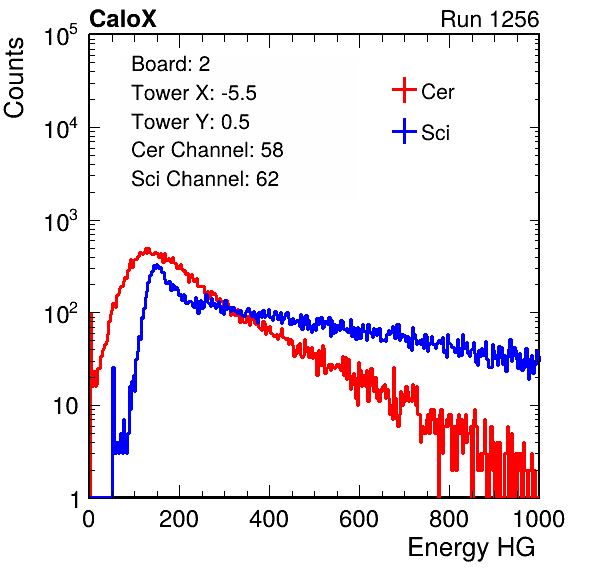 CaloX Run 1256
Counts
Board: 2
Tower X: -5.5
Tower Y: 0.5
Cer Channel: 58
Sci Channel: 62
Cer
Sci
10^5
10^4
10^3
10^2
10
1
0 200 400 600 800 1000
Energy HG